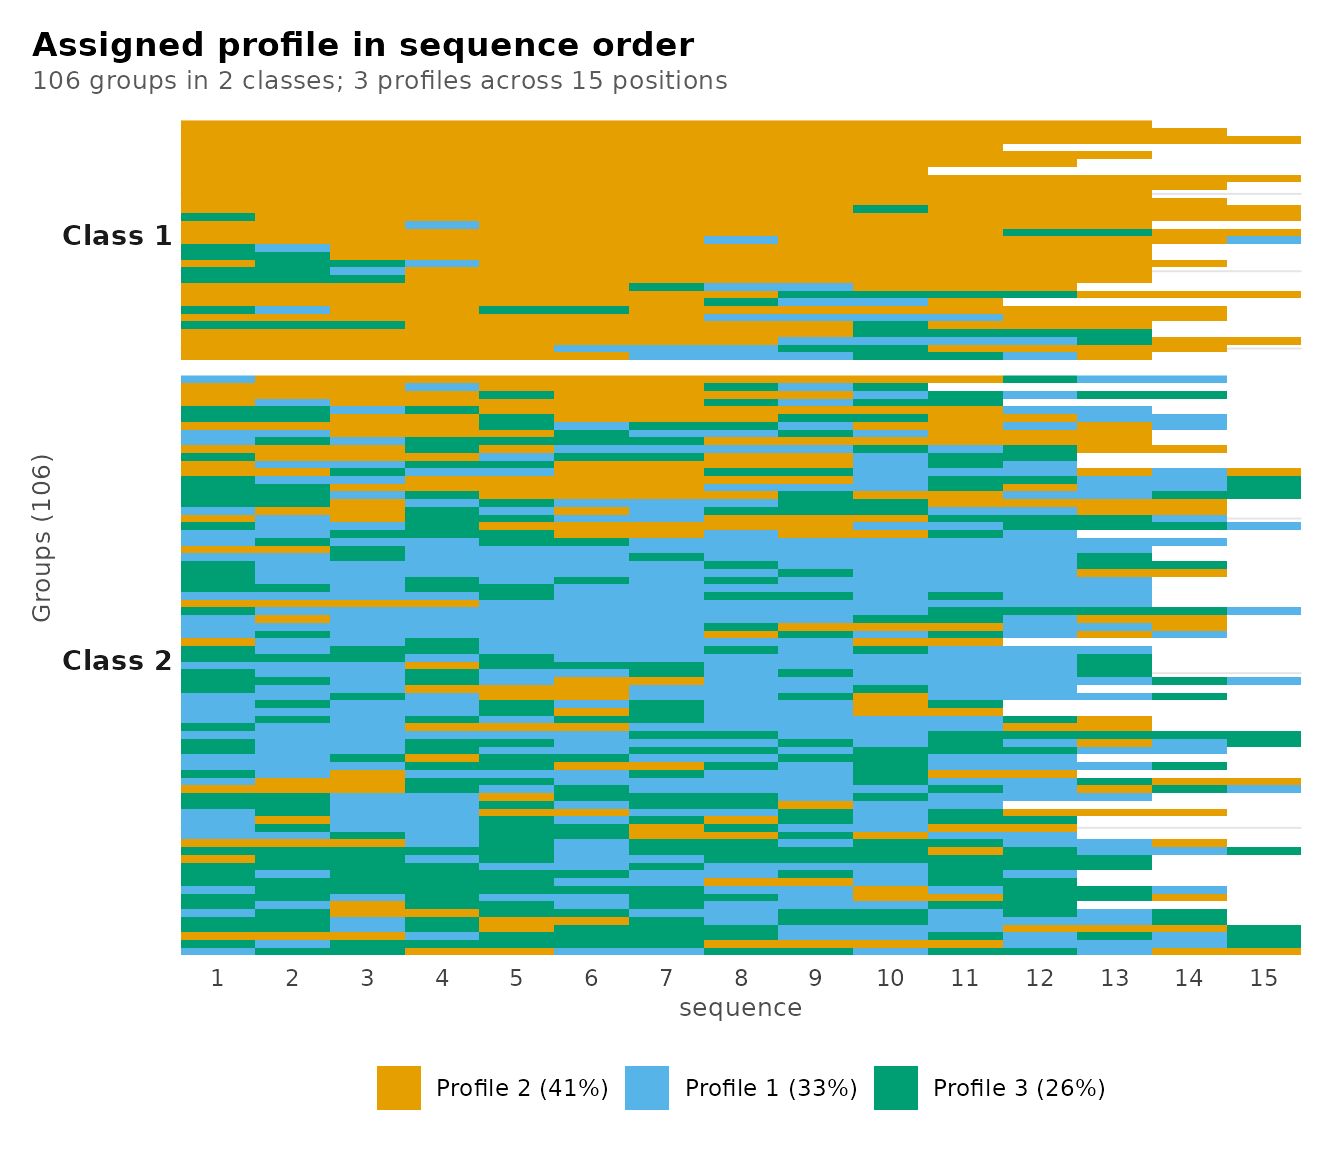 Assigned profile in sequence order
106 groups in 2 classes; 3 profiles across 15 positions
Class 1
Groups (106)
Class 2
1 2 3 4 5 6 7 8 9 10 11 12 13 14 15
sequence
Profile 2 (41%) Profile 1 (33%) Profile 3 (26%)